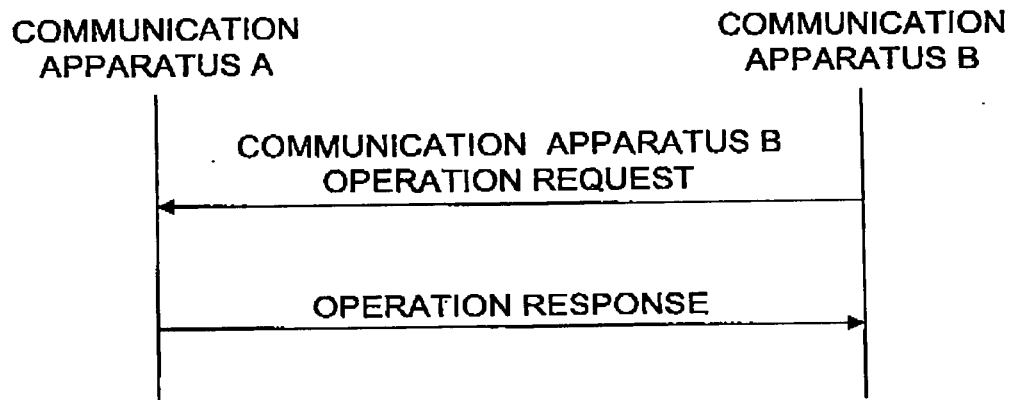 COMMUNICATION
APPARATUS A
COMMUNICATION
APPARATUS B
COMMUNICATION APPARATUS B
OPERATION REQUEST
OPERATION RESPONSE